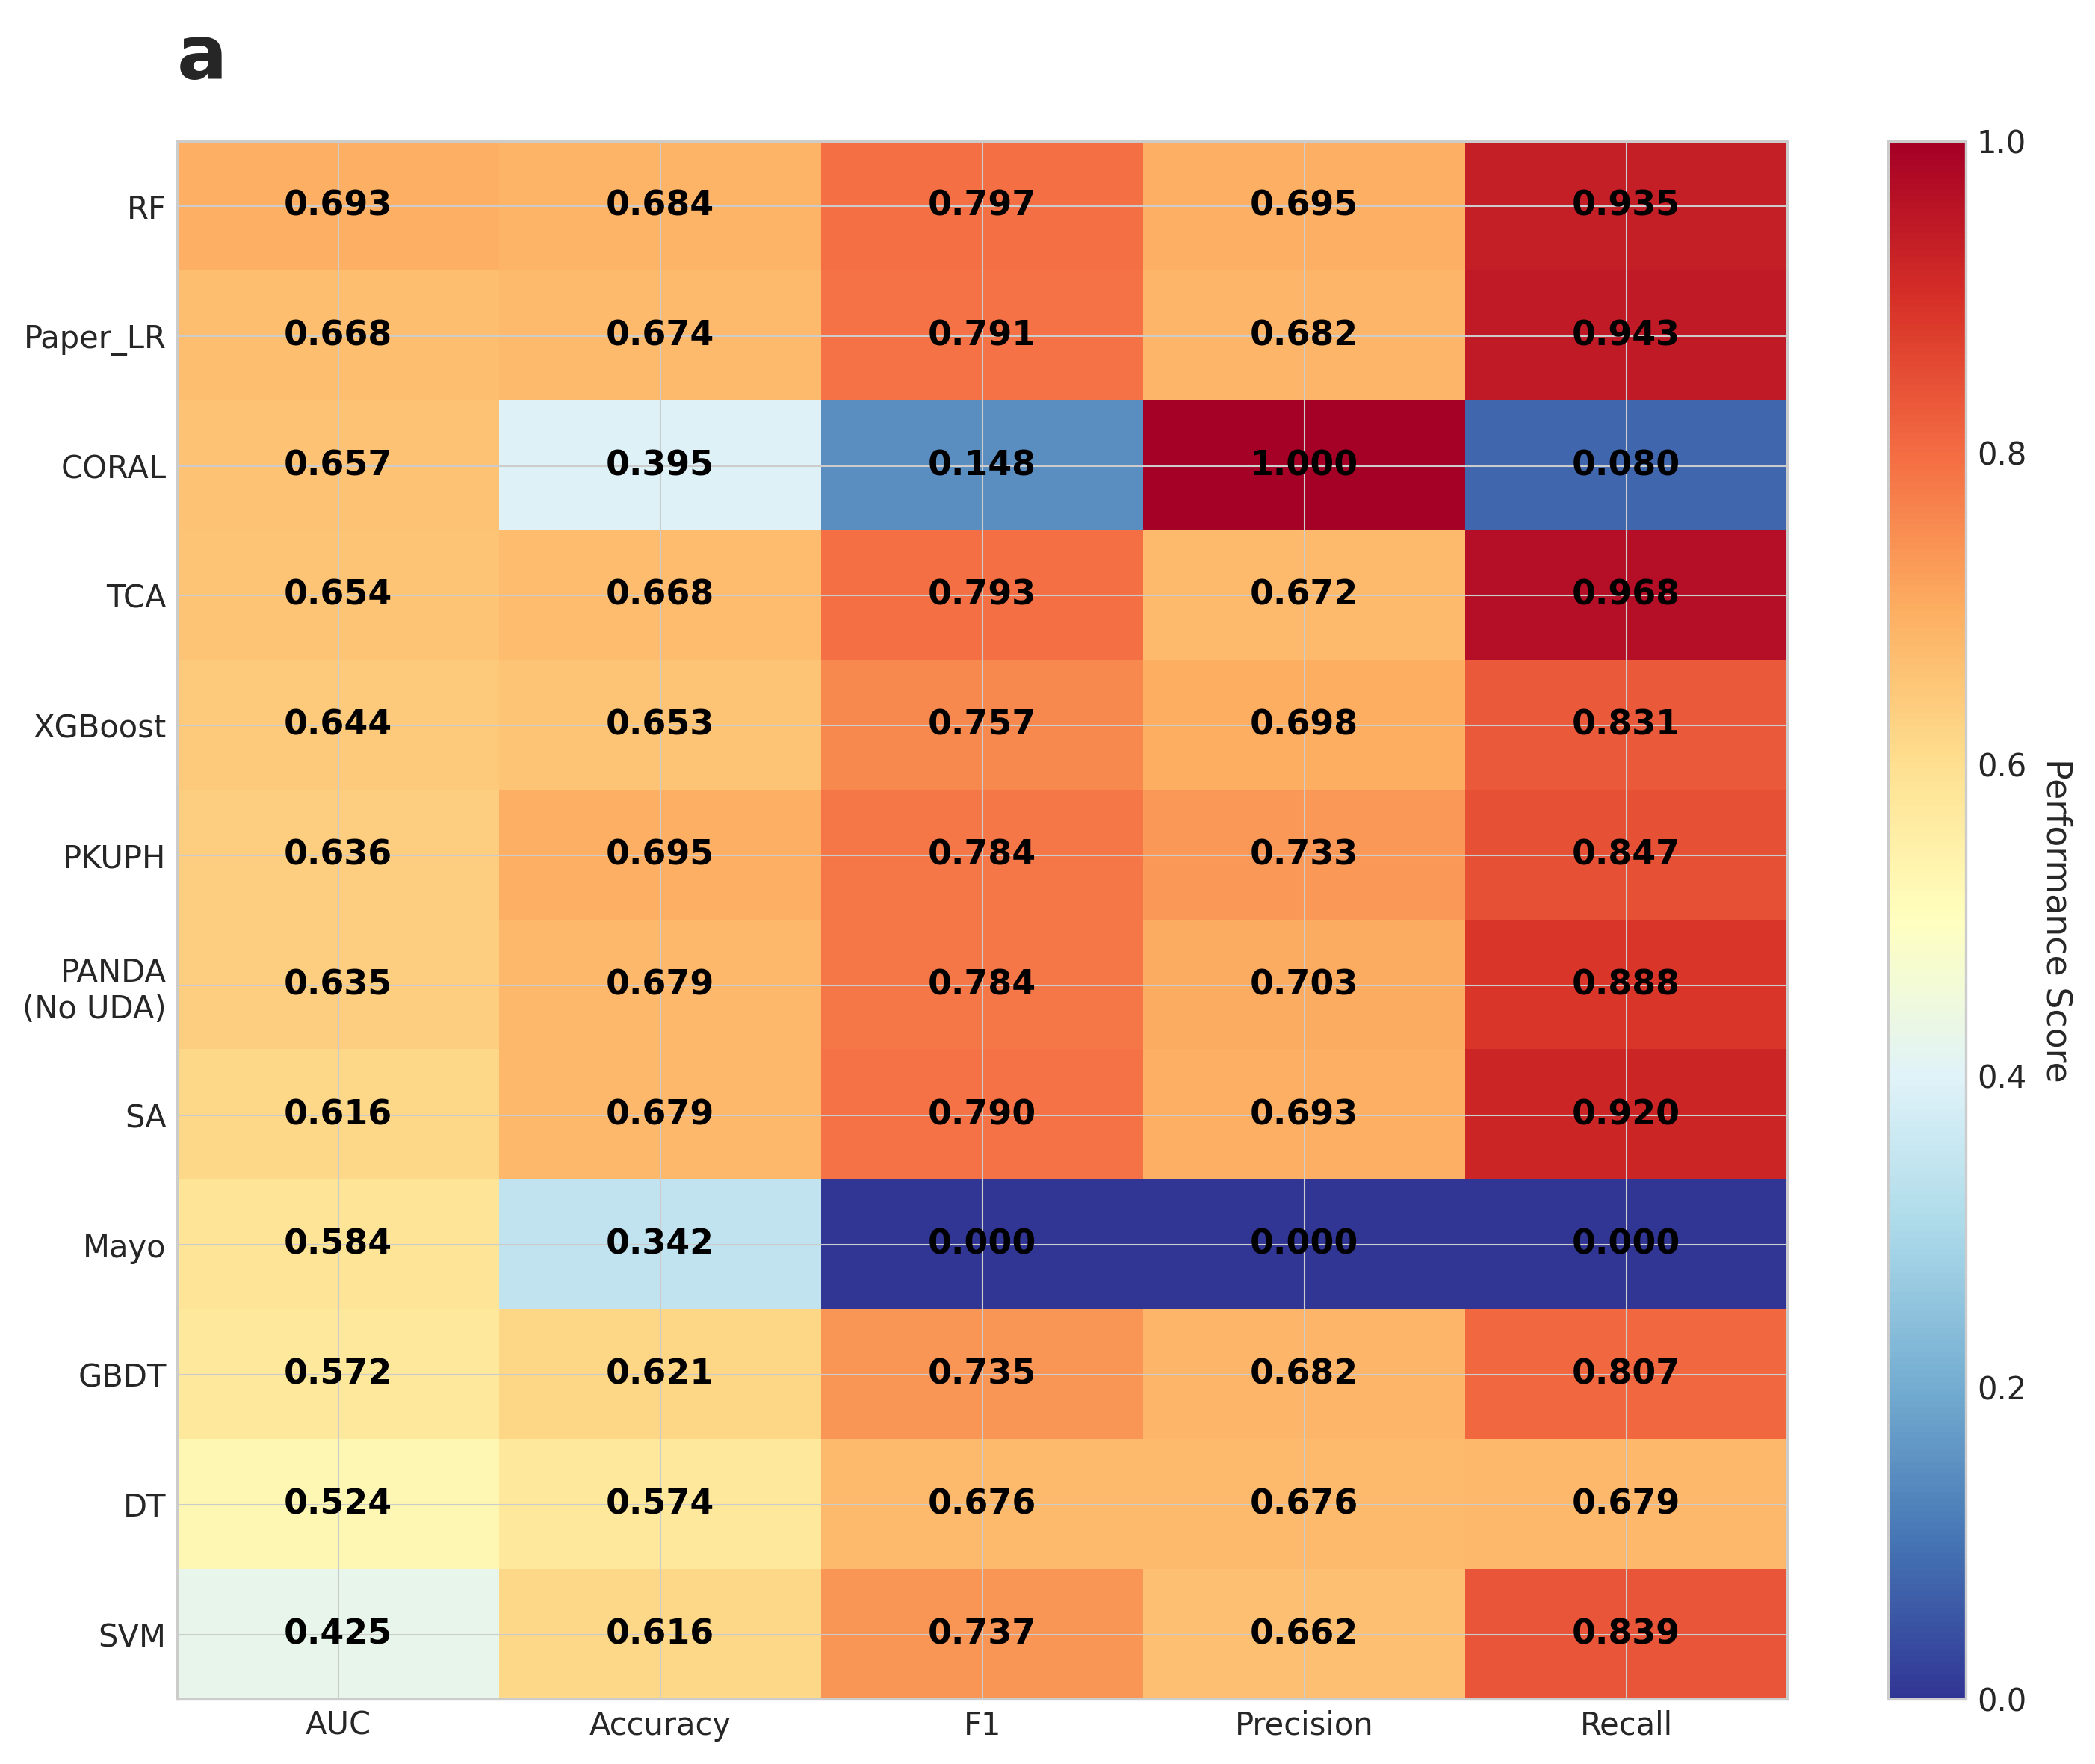 a
RF 0.693 0.684 0.797 0.695 0.935
Paper_LR 0.668 0.674 0.791 0.682 0.943
CORAL 0.657 0.395 0.148 1.000 0.080
TCA 0.654 0.668 0.793 0.672 0.968
XGBoost 0.644 0.653 0.757 0.698 0.831
PKUPH 0.636 0.695 0.784 0.733 0.847
PANDA
(No UDA) 0.635 0.679 0.784 0.703 0.888
SA 0.616 0.679 0.790 0.693 0.920
Mayo 0.584 0.342 0.000 0.000 0.000
GBDT 0.572 0.621 0.735 0.682 0.807
DT 0.524 0.574 0.676 0.676 0.679
SVM 0.425 0.616 0.737 0.662 0.839
AUC Accuracy F1 Precision Recall
1.0
0.8
0.6
0.4
0.2
0.0
Performance Score